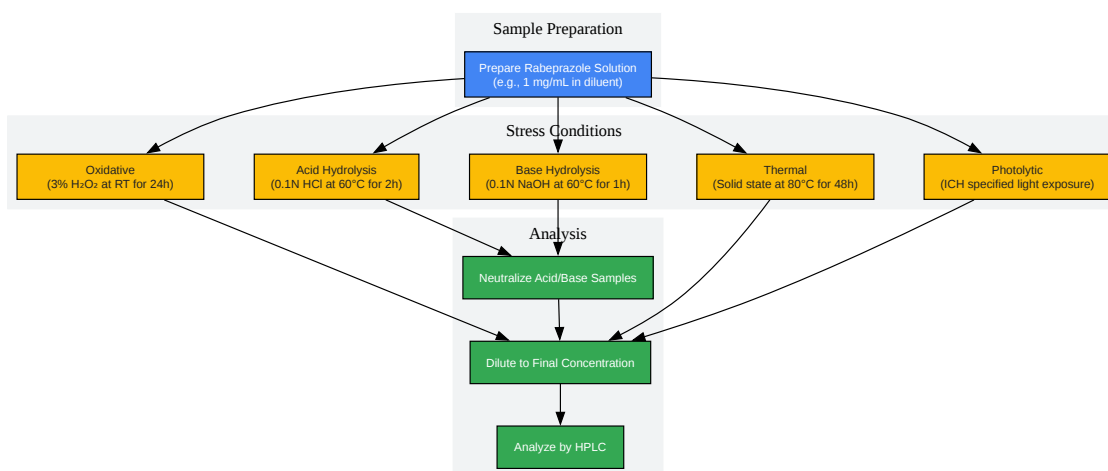 Sample Preparation
Prepare Rabeprazole Solution
(e.g., 1 mg/mL in diluent)
Stress Conditions
Oxidative
(3% H₂O₂ at RT for 24h)
Acid Hydrolysis
(0.1N HCl at 60°C for 2h)
Base Hydrolysis
(0.1N NaOH at 60°C for 1h)
Thermal
(Solid state at 80°C for 48h)
Photolytic
(ICH specified light exposure)
Analysis
Neutralize Acid/Base Samples
Dilute to Final Concentration
Analyze by HPLC